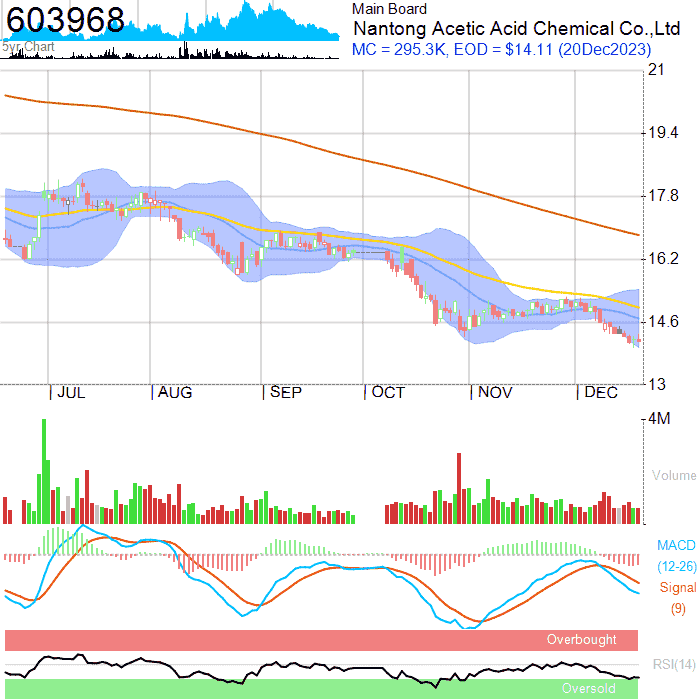 603968
5yr Chart
Main Board
Nantong Acetic Acid Chemical Co.,Ltd
MC = 295.3K, EOD = $14.11 (20Dec2023)
21
19.4
17.8
16.2
14.6
13
JUL
AUG
SEP
OCT
NOV
DEC
4M
Volume
MACD
(12-26)
Signal
(9)
Overbought
RSI(14)
Oversold